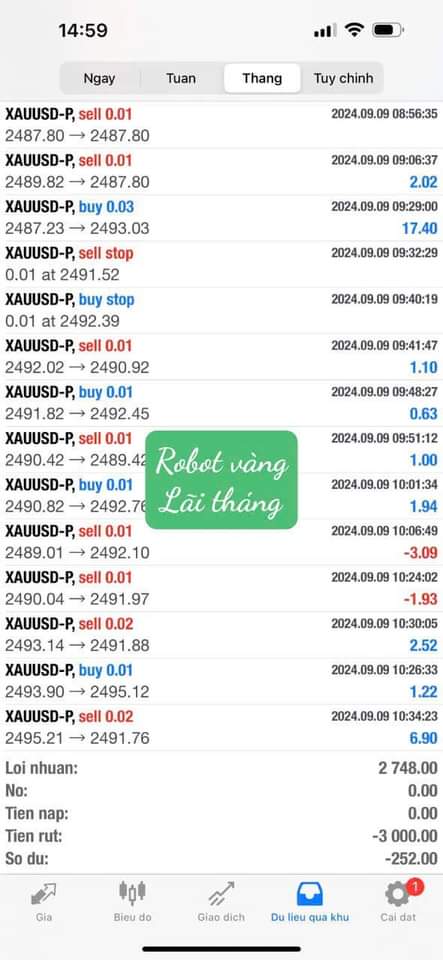 14:59
Ngay Tuan Thang Tuy chinh
XAUUSD-P, sell 0.01 2024.09.09 08:56:35
2487.80 → 2487.80
XAUUSD-P, sell 0.01 2024.09.09 09:06:37
2489.82 → 2487.80 2.02
XAUUSD-P, buy 0.03 2024.09.09 09:29:00
2487.23 → 2493.03 17.40
XAUUSD-P, sell stop 2024.09.09 09:32:29
0.01 at 2491.52
XAUUSD-P, buy stop 2024.09.09 09:40:19
0.01 at 2492.39
XAUUSD-P, sell 0.01 2024.09.09 09:41:47
2492.02 → 2490.92 1.10
XAUUSD-P, buy 0.01 2024.09.09 09:48:27
2491.82 → 2492.45 0.63
XAUUSD-P, sell 0.01 2024.09.09 09:51:12
2490.42 → 2489.42 1.00
XAUUSD-P, buy 0.01 2024.09.09 10:01:34
2490.82 → 2492.76 1.94
Robot vàng
Lãi tháng
XAUUSD-P, sell 0.01 2024.09.09 10:06:49
2489.01 → 2492.10 -3.09
XAUUSD-P, sell 0.01 2024.09.09 10:24:02
2490.04 → 2491.97 -1.93
XAUUSD-P, sell 0.02 2024.09.09 10:30:05
2493.14 → 2491.88 2.52
XAUUSD-P, buy 0.01 2024.09.09 10:26:33
2493.90 → 2495.12 1.22
XAUUSD-P, sell 0.02 2024.09.09 10:34:23
2495.21 → 2491.76 6.90
Loi nhuan: 2 748.00
No: 0.00
Tien nap: 0.00
Tien rut: -3 000.00
So du: -252.00
1
Gia Bieu do Giao dich Du lieu qua khu Cai dat